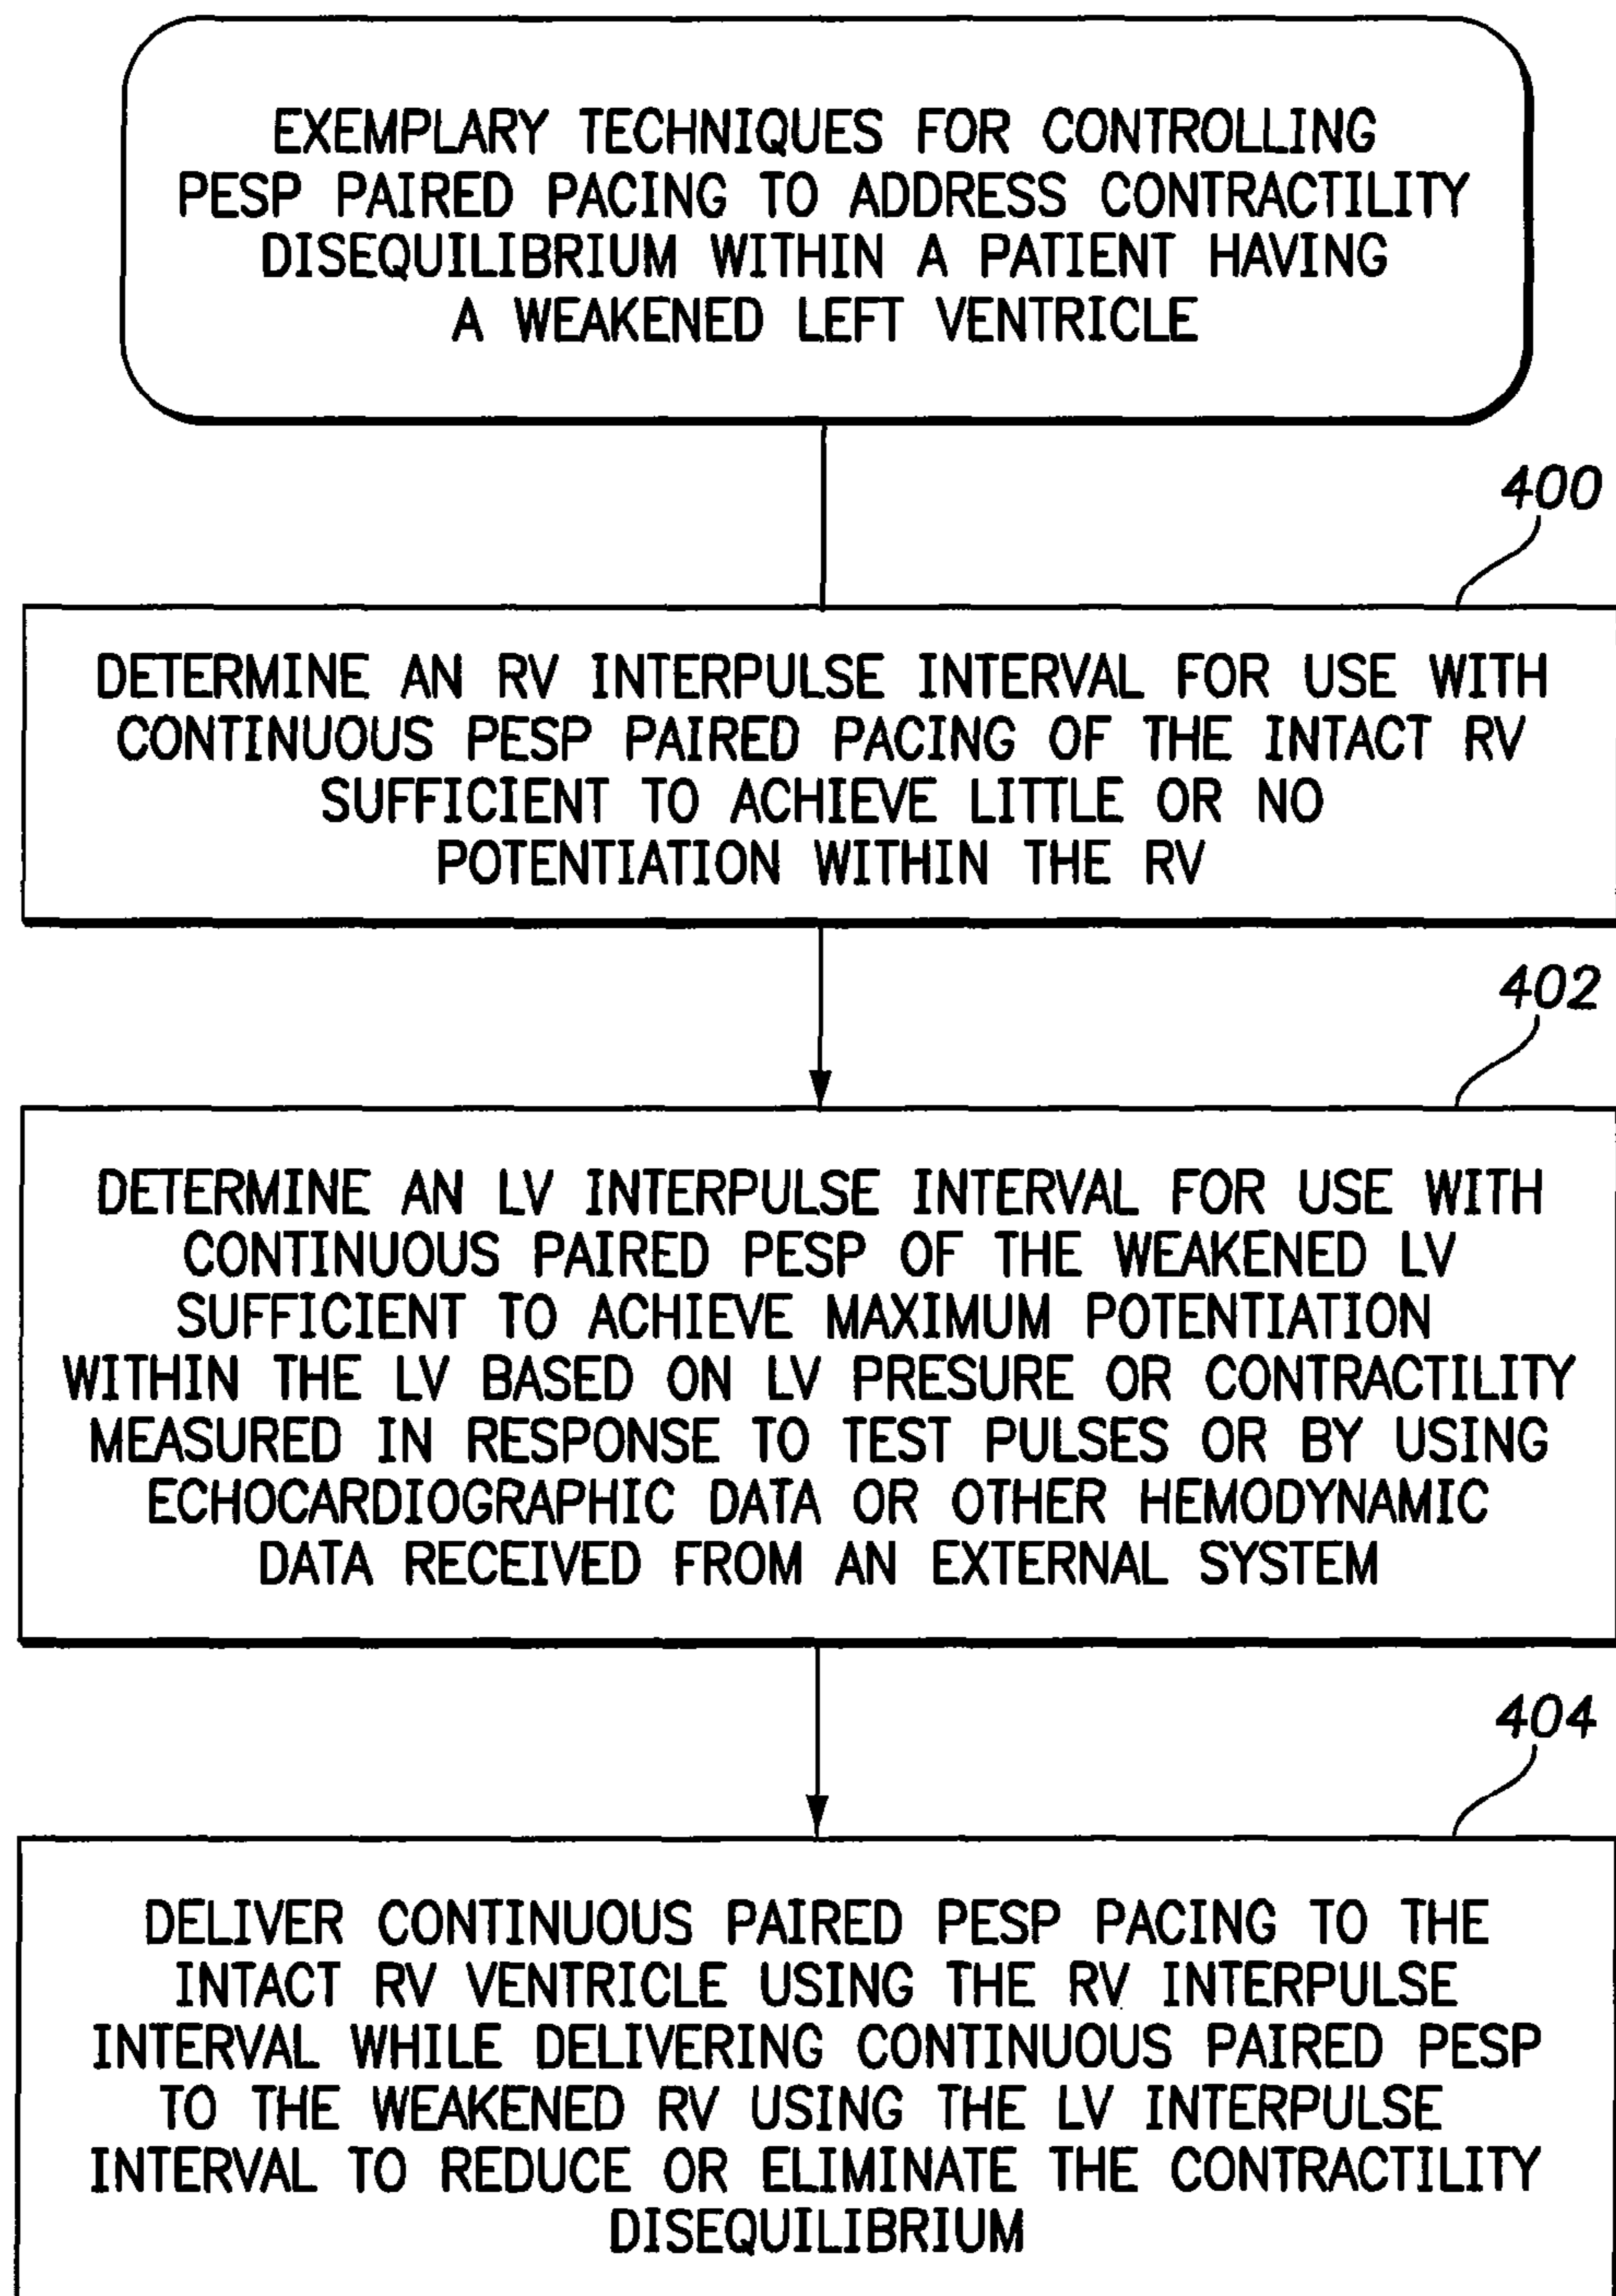 EXEMPLARY TECHNIQUES FOR CONTROLLING
PESP PAIRED PACING TO ADDRESS CONTRACTILITY
DISEQUILIBRIUM WITHIN A PATIENT HAVING
A WEAKENED LEFT VENTRICLE
400
DETERMINE AN RV INTERPULSE INTERVAL FOR USE WITH
CONTINUOUS PESP PAIRED PACING OF THE INTACT RV
SUFFICIENT TO ACHIEVE LITTLE OR NO
POTENTIATION WITHIN THE RV
402
DETERMINE AN LV INTERPULSE INTERVAL FOR USE WITH
CONTINUOUS PAIRED PESP OF THE WEAKENED LV
SUFFICIENT TO ACHIEVE MAXIMUM POTENTIATION
WITHIN THE LV BASED ON LV PRESURE OR CONTRACTILITY
MEASURED IN RESPONSE TO TEST PULSES OR BY USING
ECHOCARDIOGRAPHIC DATA OR OTHER HEMODYNAMIC
DATA RECEIVED FROM AN EXTERNAL SYSTEM
404
DELIVER CONTINUOUS PAIRED PESP PACING TO THE
INTACT RV VENTRICLE USING THE RV INTERPULSE
INTERVAL WHILE DELIVERING CONTINUOUS PAIRED PESP
TO THE WEAKENED RV USING THE LV INTERPULSE
INTERVAL TO REDUCE OR ELIMINATE THE CONTRACTILITY
DISEQUILIBRIUM